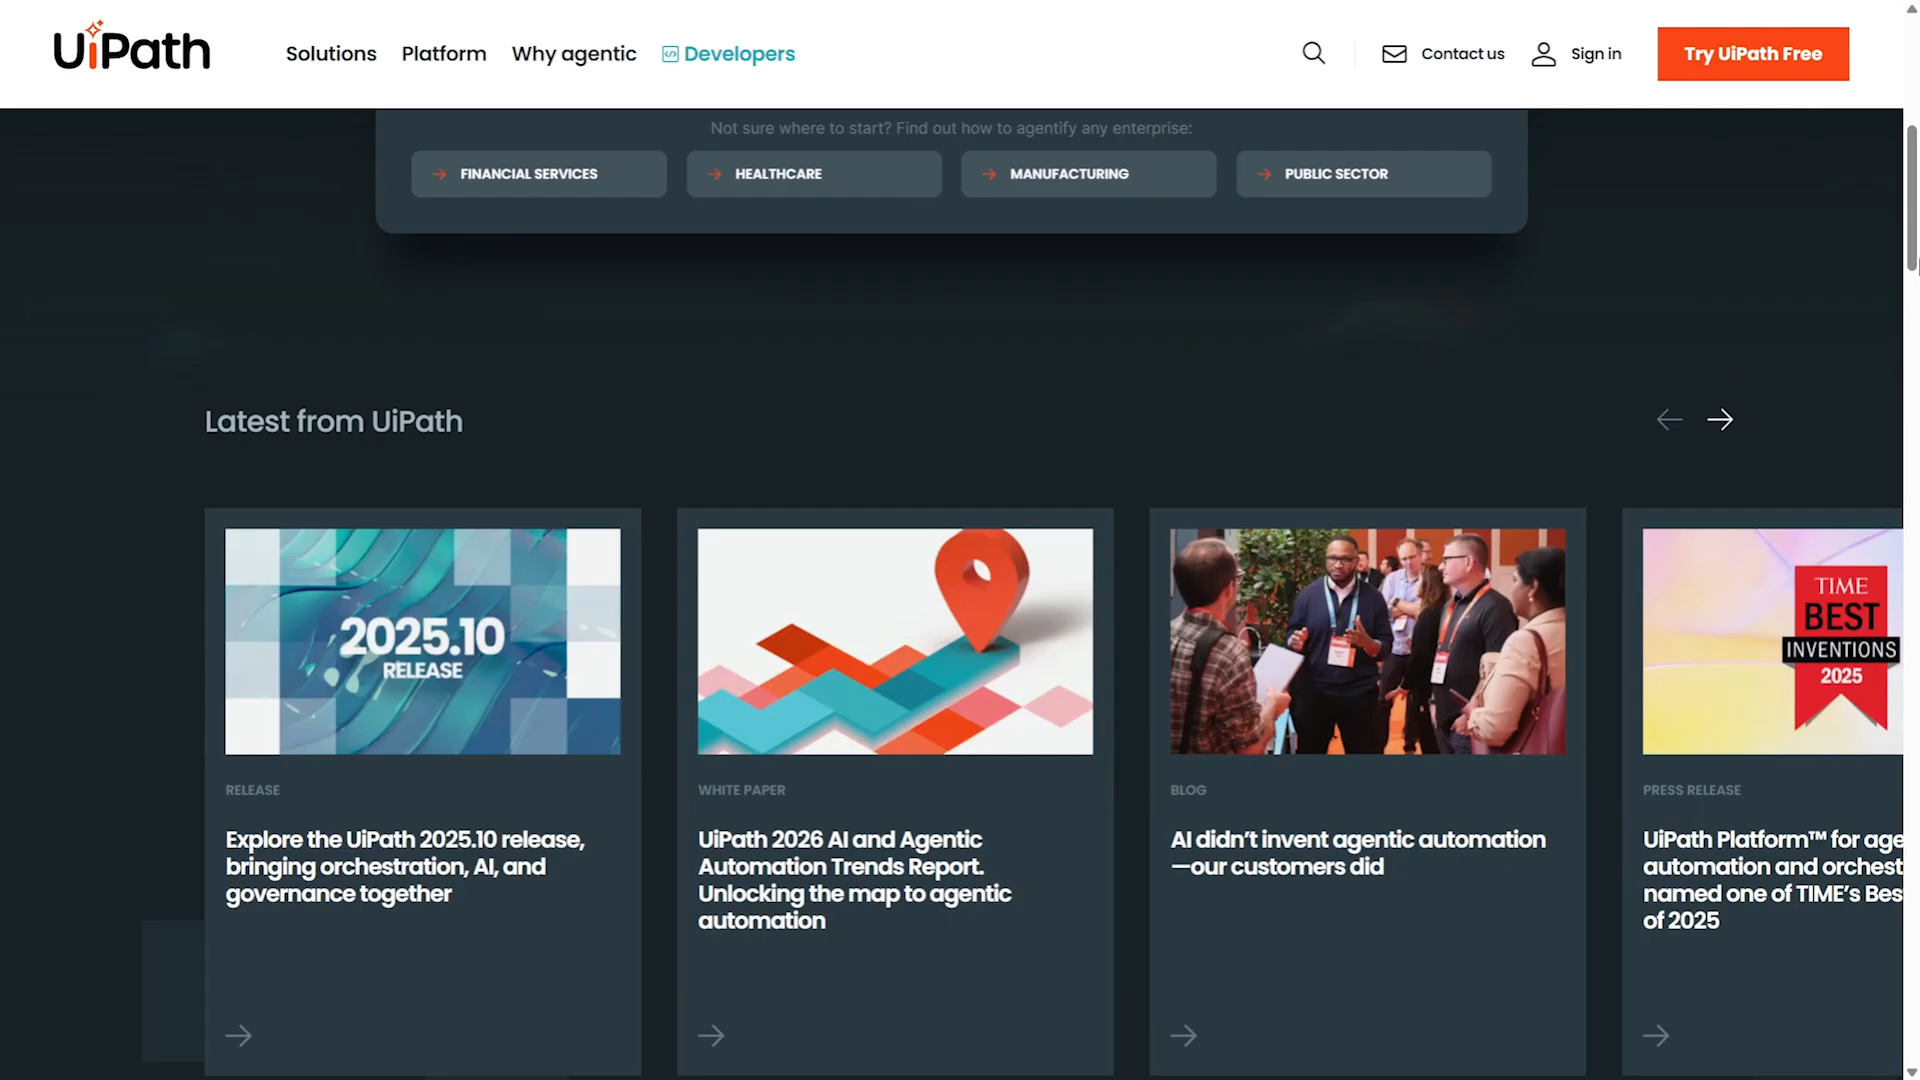 UiPath
Solutions
Platform
Why agentic
Developers
Contact us
Sign in
Try UiPath Free
Not sure where to start? Find out how to agentify any enterprise:
FINANCIAL SERVICES
HEALTHCARE
MANUFACTURING
PUBLIC SECTOR
Latest from UiPath
2025.10
RELEASE
RELEASE
Explore the UiPath 2025.10 release,
bringing orchestration, AI, and
governance together
WHITE PAPER
UiPath 2026 AI and Agentic
Automation Trends Report.
Unlocking the map to agentic
automation
BLOG
AI didn’t invent agentic automation
—our customers did
TIME
BEST
INVENTIONS
2025
PRESS RELEASE
UiPath Platform™ for age
automation and orchest
named one of TIME’s Bes
of 2025